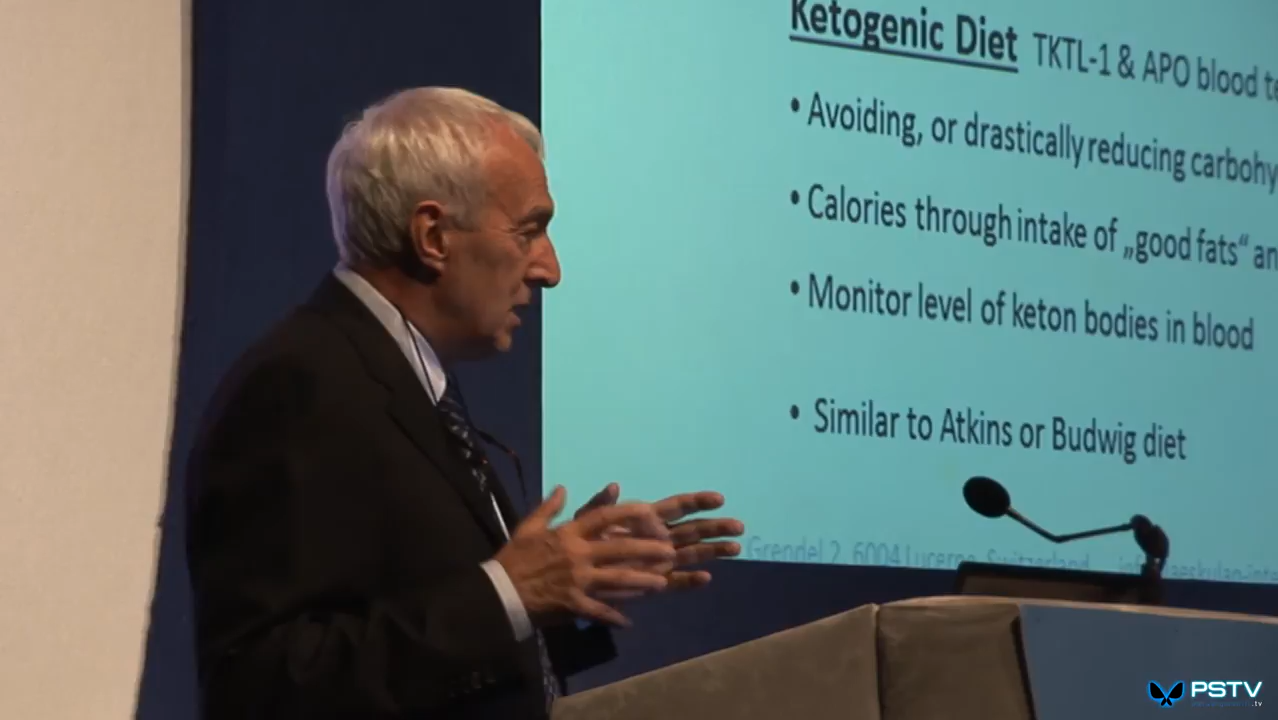 Ketogenic Diet TKTL-1 & APO blood te
• Avoiding, or drastically reducing carbohy
• Calories through intake of „good fats“ an
• Monitor level of keton bodies in blood
• Similar to Atkins or Budwig diet
Grendel 2, 6004 Lucerne, Switzerland
PSTV
.tv